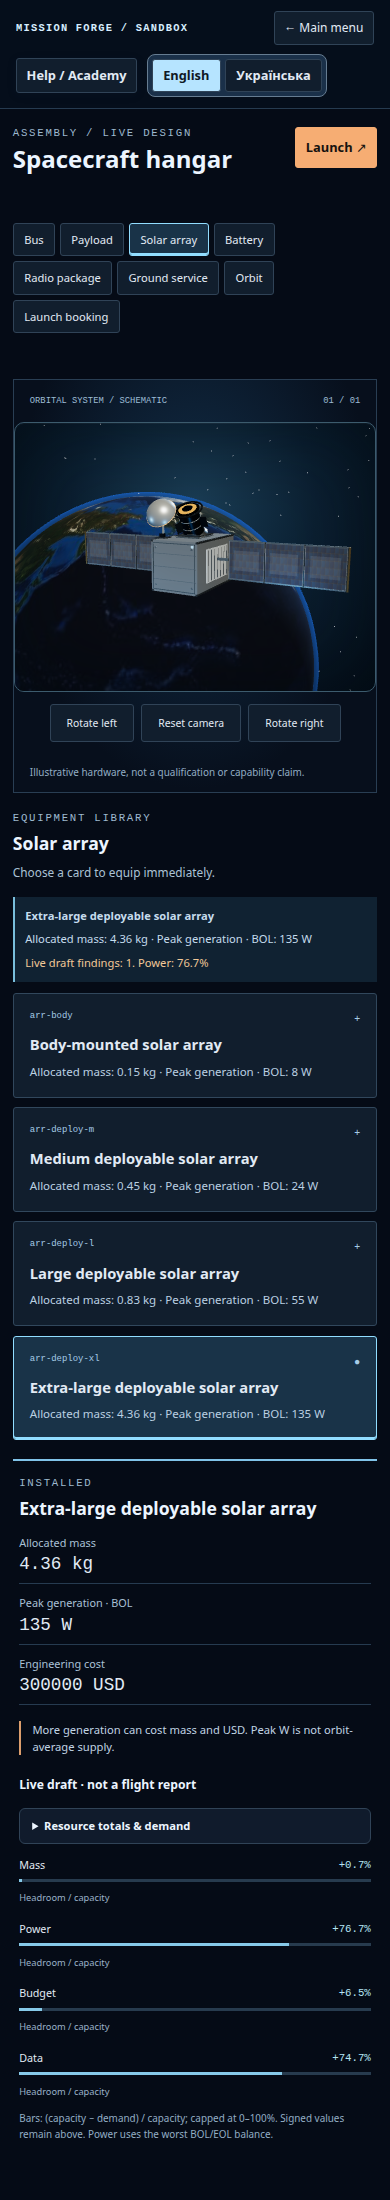 MISSION FORGE / SANDBOX
← Main menu
Help / Academy
English
Українська
ASSEMBLY / LIVE DESIGN
Spacecraft hangar
Launch ↗
Bus
Payload
Solar array
Battery
Radio package
Ground service
Orbit
Launch booking
ORBITAL SYSTEM / SCHEMATIC
01 / 01
Rotate left
Reset camera
Rotate right
Illustrative hardware, not a qualification or capability claim.
EQUIPMENT LIBRARY
Solar array
Choose a card to equip immediately.
Extra-large deployable solar array
Allocated mass: 4.36 kg · Peak generation · BOL: 135 W
Live draft findings: 1. Power: 76.7%
arr-body
+
Body-mounted solar array
Allocated mass: 0.15 kg · Peak generation · BOL: 8 W
arr-deploy-m
+
Medium deployable solar array
Allocated mass: 0.45 kg · Peak generation · BOL: 24 W
arr-deploy-l
+
Large deployable solar array
Allocated mass: 0.83 kg · Peak generation · BOL: 55 W
arr-deploy-xl
●
Extra-large deployable solar array
Allocated mass: 4.36 kg · Peak generation · BOL: 135 W
INSTALLED
Extra-large deployable solar array
Allocated mass
4.36 kg
Peak generation · BOL
135 W
Engineering cost
300000 USD
More generation can cost mass and USD. Peak W is not orbit-
average supply.
Live draft · not a flight report
▶ Resource totals & demand
Mass
+0.7%
Headroom / capacity
Power
+76.7%
Headroom / capacity
Budget
+6.5%
Headroom / capacity
Data
+74.7%
Headroom / capacity
Bars: (capacity − demand) / capacity; capped at 0–100%. Signed values
remain above. Power uses the worst BOL/EOL balance.